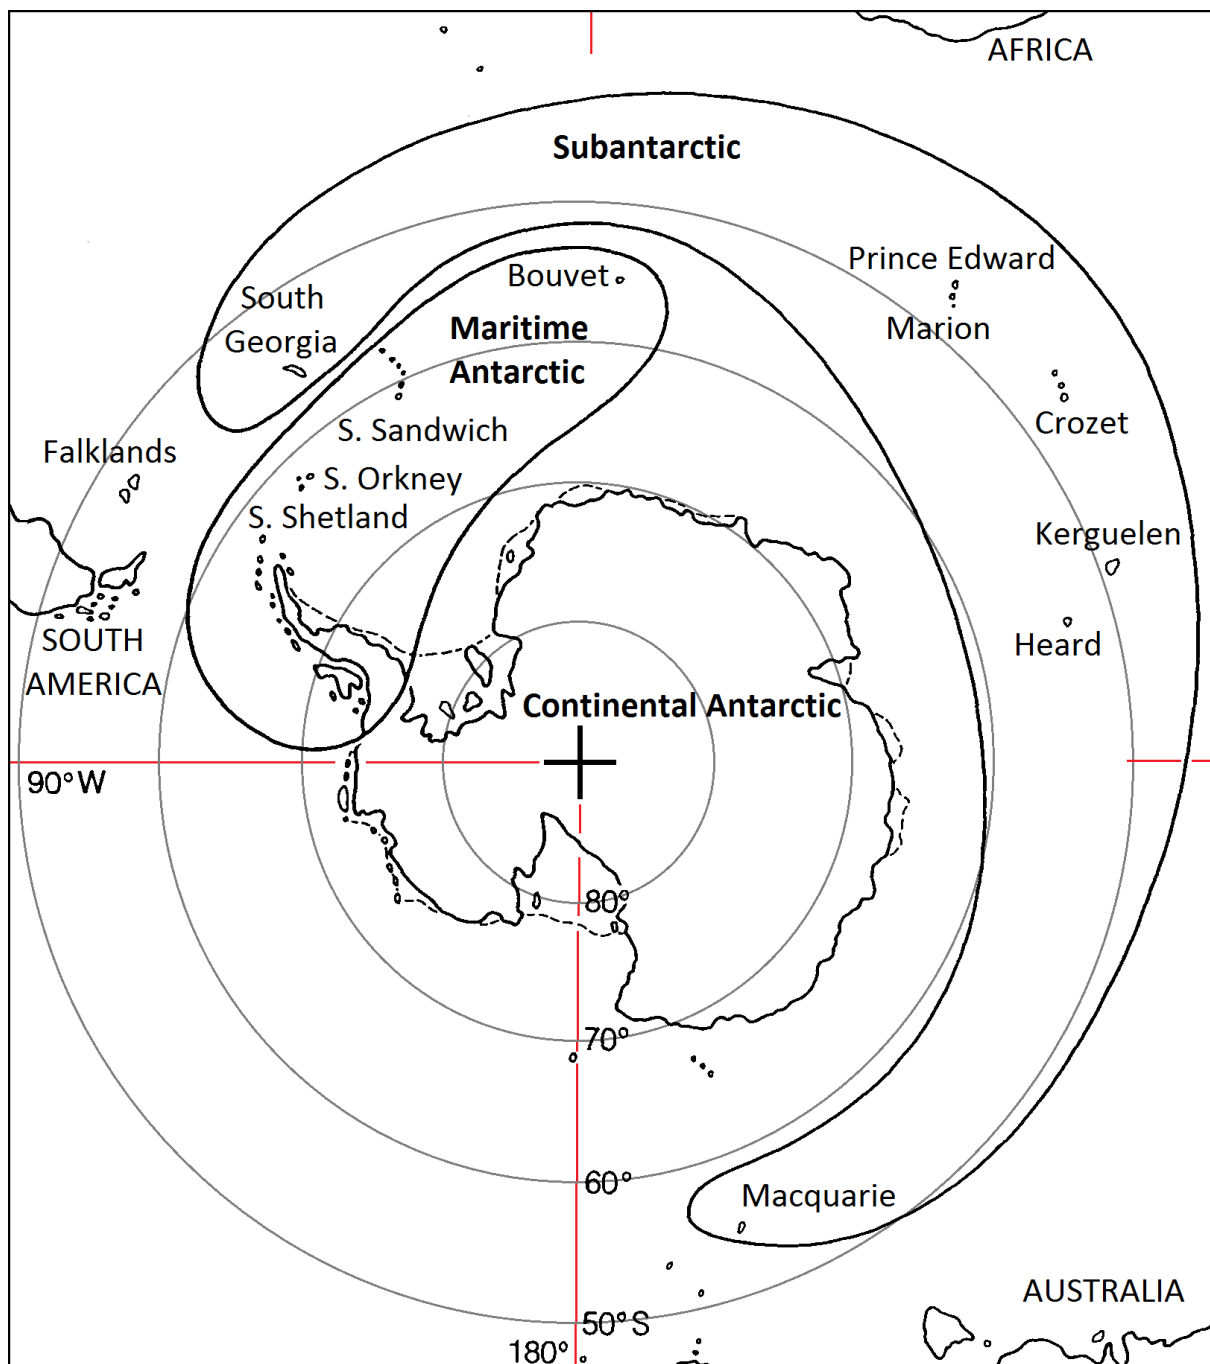 AFRICA
Subantarctic
Prince Edward
Bouvet
South
Georgia
Maritime
Antarctic
Marion
Crozet
S. Sandwich
Falklands
S. Orkney
S. Shetland
Kerguelen
SOUTH
AMERICA
Heard
Continental Antarctic
90°W
80°
70°
60°
Macquarie
AUSTRALIA
50°S
180°